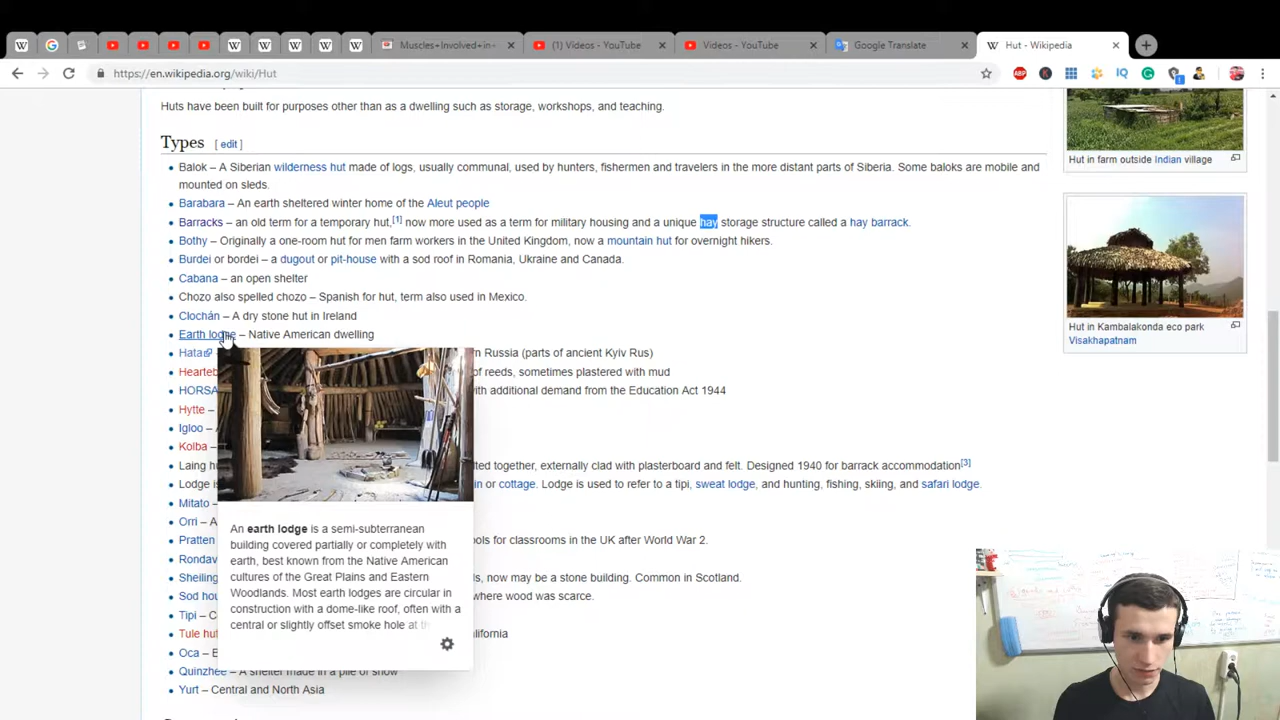 Muscles+Involved+in+
(1) Videos - YouTube
Videos - YouTube
Google Translate
Hut - Wikipedia
https://en.wikipedia.org/wiki/Hut
Huts have been built for purposes other than as a dwelling such as storage, workshops, and teaching.
Types [ edit ]
Balok – A Siberian wilderness hut made of logs, usually communal, used by hunters, fishermen and travelers in the more distant parts of Siberia. Some baloks are mobile and
mounted on sleds.
Barabara – An earth sheltered winter home of the Aleut people
Barracks – an old term for a temporary hut,[1] now more used as a term for military housing and a unique hay storage structure called a hay barrack.
Bothy – Originally a one-room hut for men farm workers in the United Kingdom, now a mountain hut for overnight hikers.
Burdei or bordei – a dugout or pit-house with a sod roof in Romania, Ukraine and Canada.
Cabana – an open shelter
Chozo also spelled chozo – Spanish for hut, term also used in Mexico.
Clochán – A dry stone hut in Ireland
Earth lodge – Native American dwelling
Hata – n Russia (parts of ancient Kyiv Rus)
Hearteb of reeds, sometimes plastered with mud
HORSA with additional demand from the Education Act 1944
Hytte –
Igloo –
Kolba –
Laing hu ted together, externally clad with plasterboard and felt. Designed 1940 for barrack accommodation[3]
Lodge is in or cottage. Lodge is used to refer to a tipi, sweat lodge, and hunting, fishing, skiing, and safari lodge.
Mitato –
Orri – A
Pratten ols for classrooms in the UK after World War 2.
Rondav
Sheiling s, now may be a stone building. Common in Scotland.
Sod hou where wood was scarce.
Tipi – C
Tule hut lifornia
Oca – B
Quinzhee – A shelter made in a pile of snow
Yurt – Central and North Asia
An earth lodge is a semi-subterranean
building covered partially or completely with
earth, best known from the Native American
cultures of the Great Plains and Eastern
Woodlands. Most earth lodges are circular in
construction with a dome-like roof, often with a
central or slightly offset smoke hole at th
Hut in farm outside Indian village
Hut in Kambalakonda eco park
Visakhapatnam